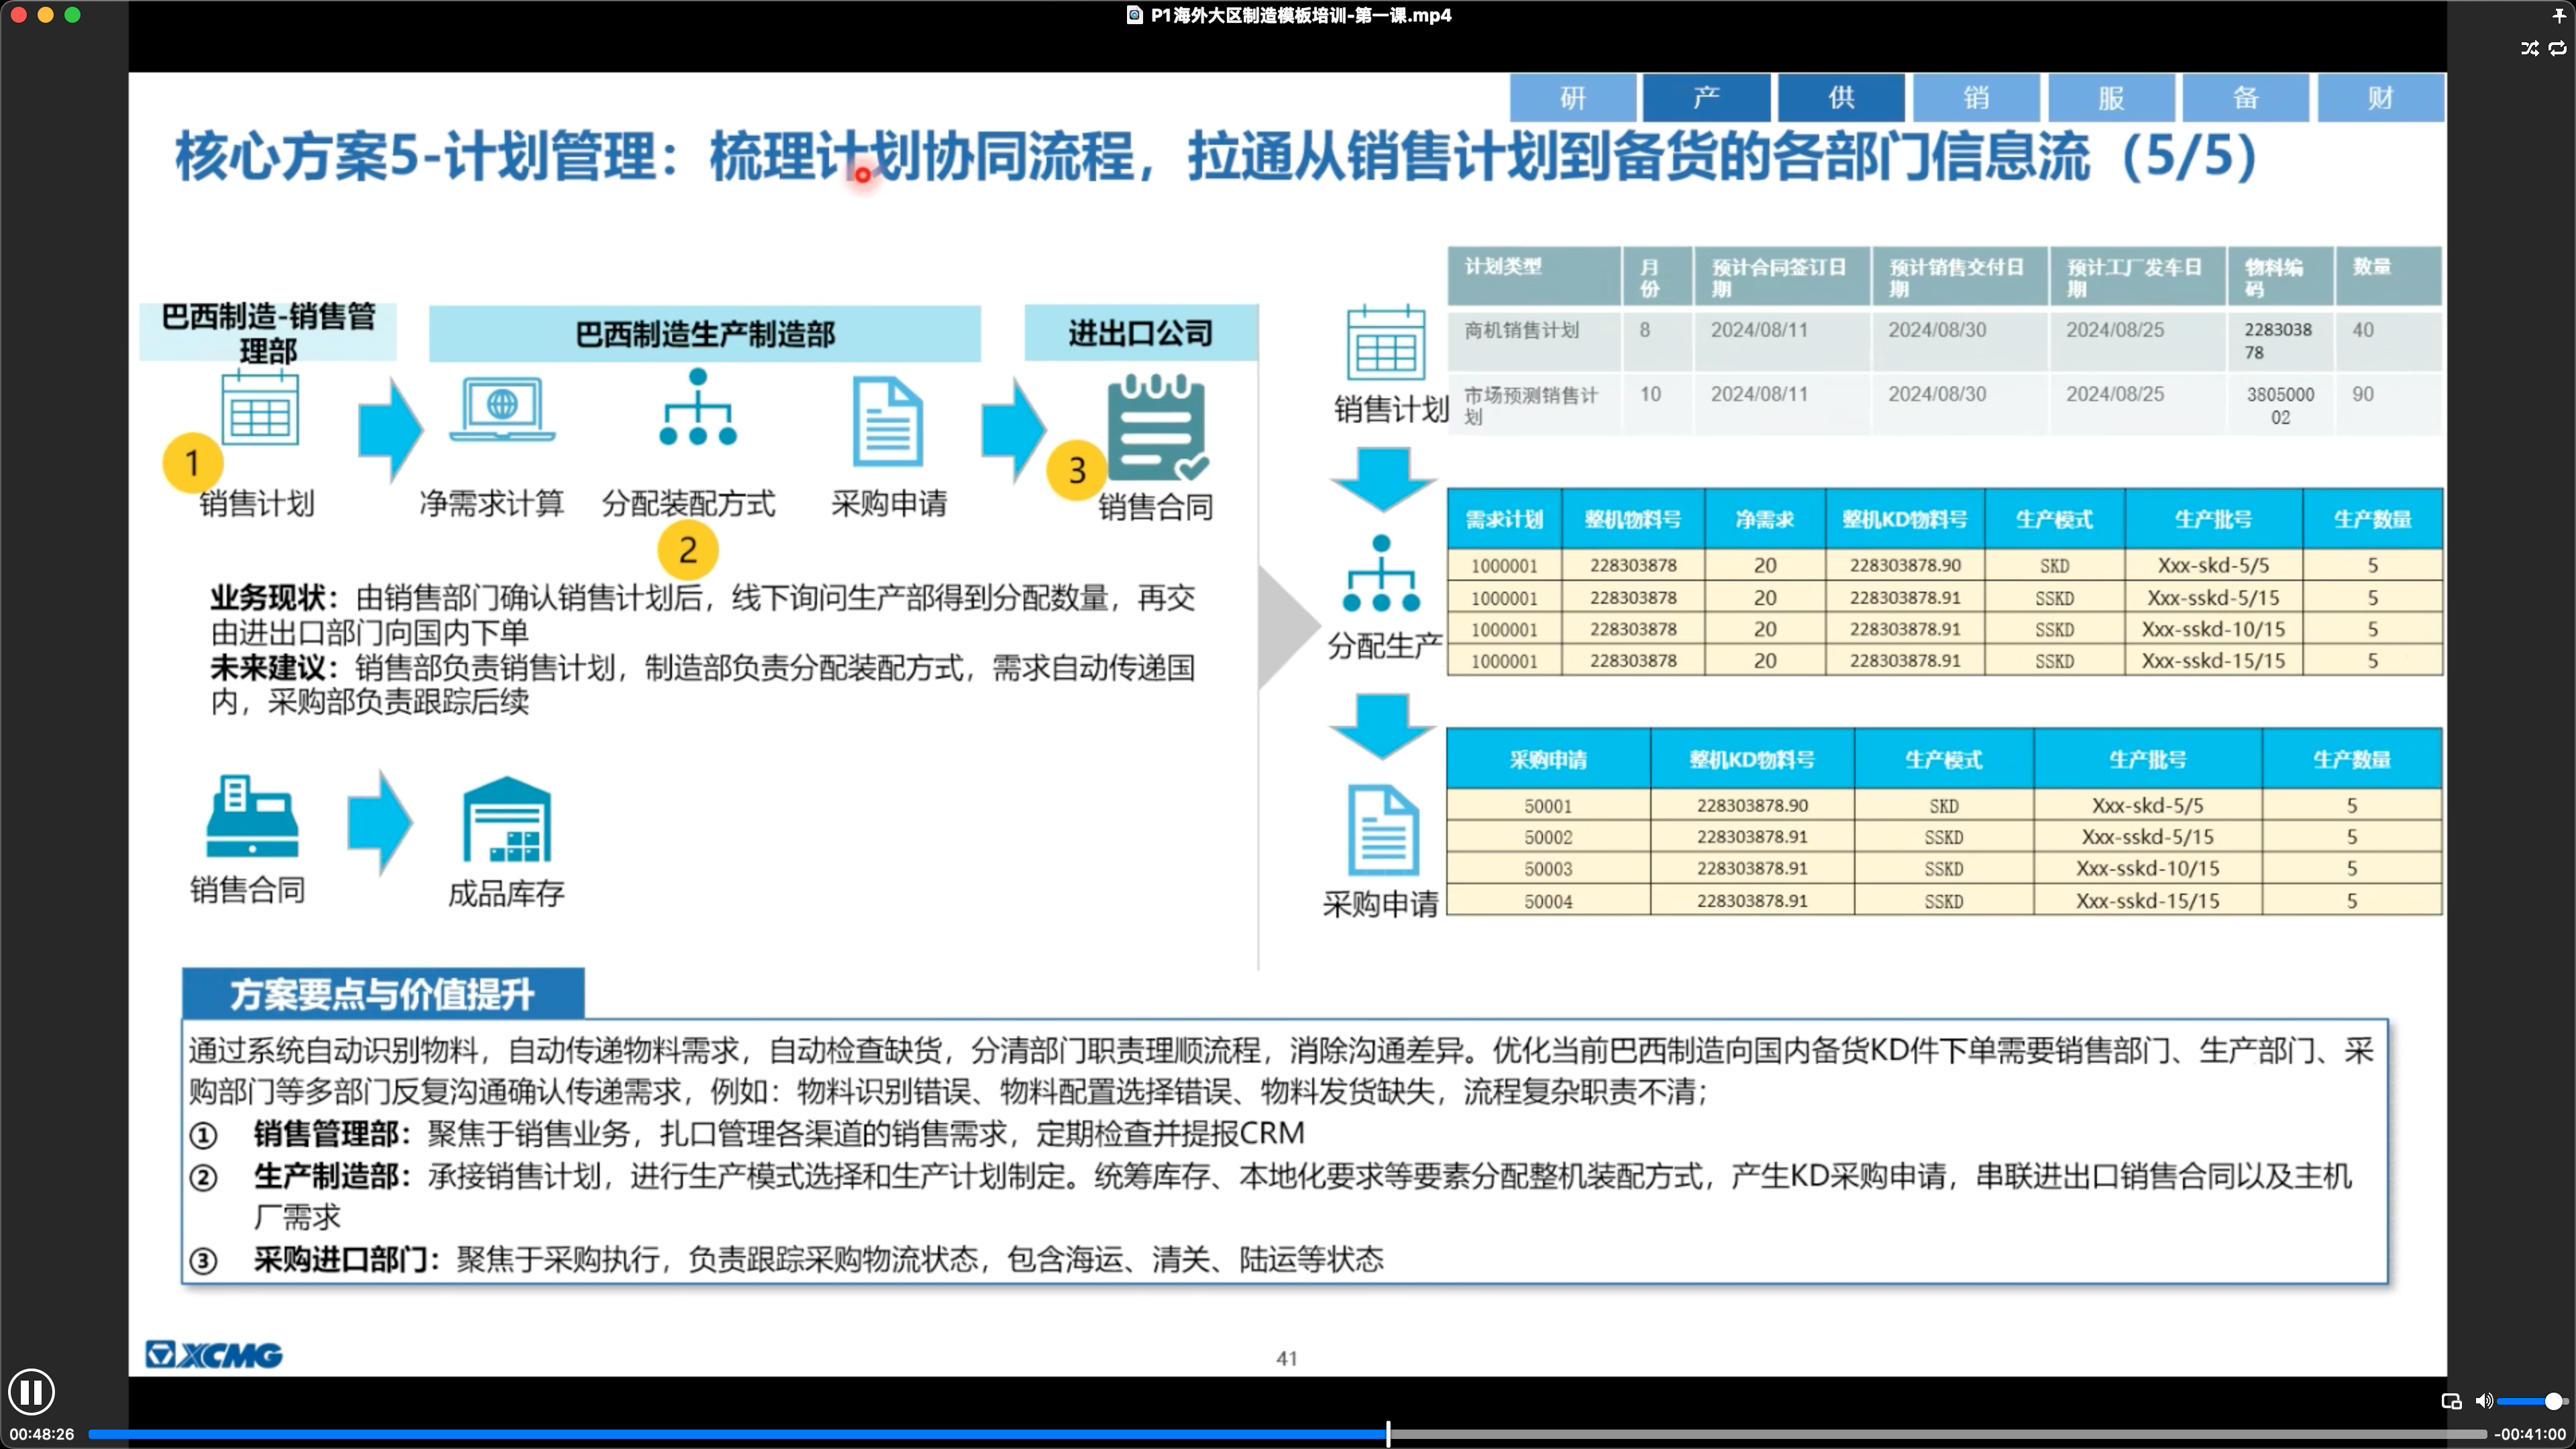 P1海外大区制造模板培训-第一课.mp4
研 产 供 销 服 备 财
核心方案5-计划管理：梳理计划协同流程，拉通从销售计划到备货的各部门信息流（5/5）
巴西制造-销售管
理部
巴西制造生产制造部
进出口公司
1
3
销售计划
净需求计算
分配装配方式
采购申请
销售合同
2
业务现状：由销售部门确认销售计划后，线下询问生产部得到分配数量，再交
由进出口部门向国内下单
未来建议：销售部负责销售计划，制造部负责分配装配方式，需求自动传递国
内，采购部负责跟踪后续
销售合同
成品库存
销售计划
计划类型 月份 预计合同签订日期 预计销售交付日期 预计工厂发车日期 物料编码 数量
商机销售计划 8 2024/08/11 2024/08/30 2024/08/25 228303878 40
市场预测销售计划 10 2024/08/11 2024/08/30 2024/08/25 380500002 90
分配生产
需求计划 整机物料号 净需求 整机KD物料号 生产模式 生产批号 生产数量
1000001 228303878 20 228303878.90 SKD Xxx-skd-5/5 5
1000001 228303878 20 228303878.91 SSKD Xxx-sskd-5/15 5
1000001 228303878 20 228303878.91 SSKD Xxx-sskd-10/15 5
1000001 228303878 20 228303878.91 SSKD Xxx-sskd-15/15 5
采购申请
采购申请 整机KD物料号 生产模式 生产批号 生产数量
50001 228303878.90 SKD Xxx-skd-5/5 5
50002 228303878.91 SSKD Xxx-sskd-5/15 5
50003 228303878.91 SSKD Xxx-sskd-10/15 5
50004 228303878.91 SSKD Xxx-sskd-15/15 5
方案要点与价值提升
通过系统自动识别物料，自动传递物料需求，自动检查缺货，分清部门职责理顺流程，消除沟通差异。优化当前巴西制造向国内备货KD件下单需要销售部门、生产部门、采
购部门等多部门反复沟通确认传递需求，例如：物料识别错误、物料配置选择错误、物料发货缺失，流程复杂职责不清；
① 销售管理部：聚焦于销售业务，扎口管理各渠道的销售需求，定期检查并提报CRM
② 生产制造部：承接销售计划，进行生产模式选择和生产计划制定。统筹库存、本地化要求等要素分配整机装配方式，产生KD采购申请，串联进出口销售合同以及主机
厂需求
③ 采购进口部门：聚焦于采购执行，负责跟踪采购物流状态，包含海运、清关、陆运等状态
XCMG
41
00:48:26
-00:41:00